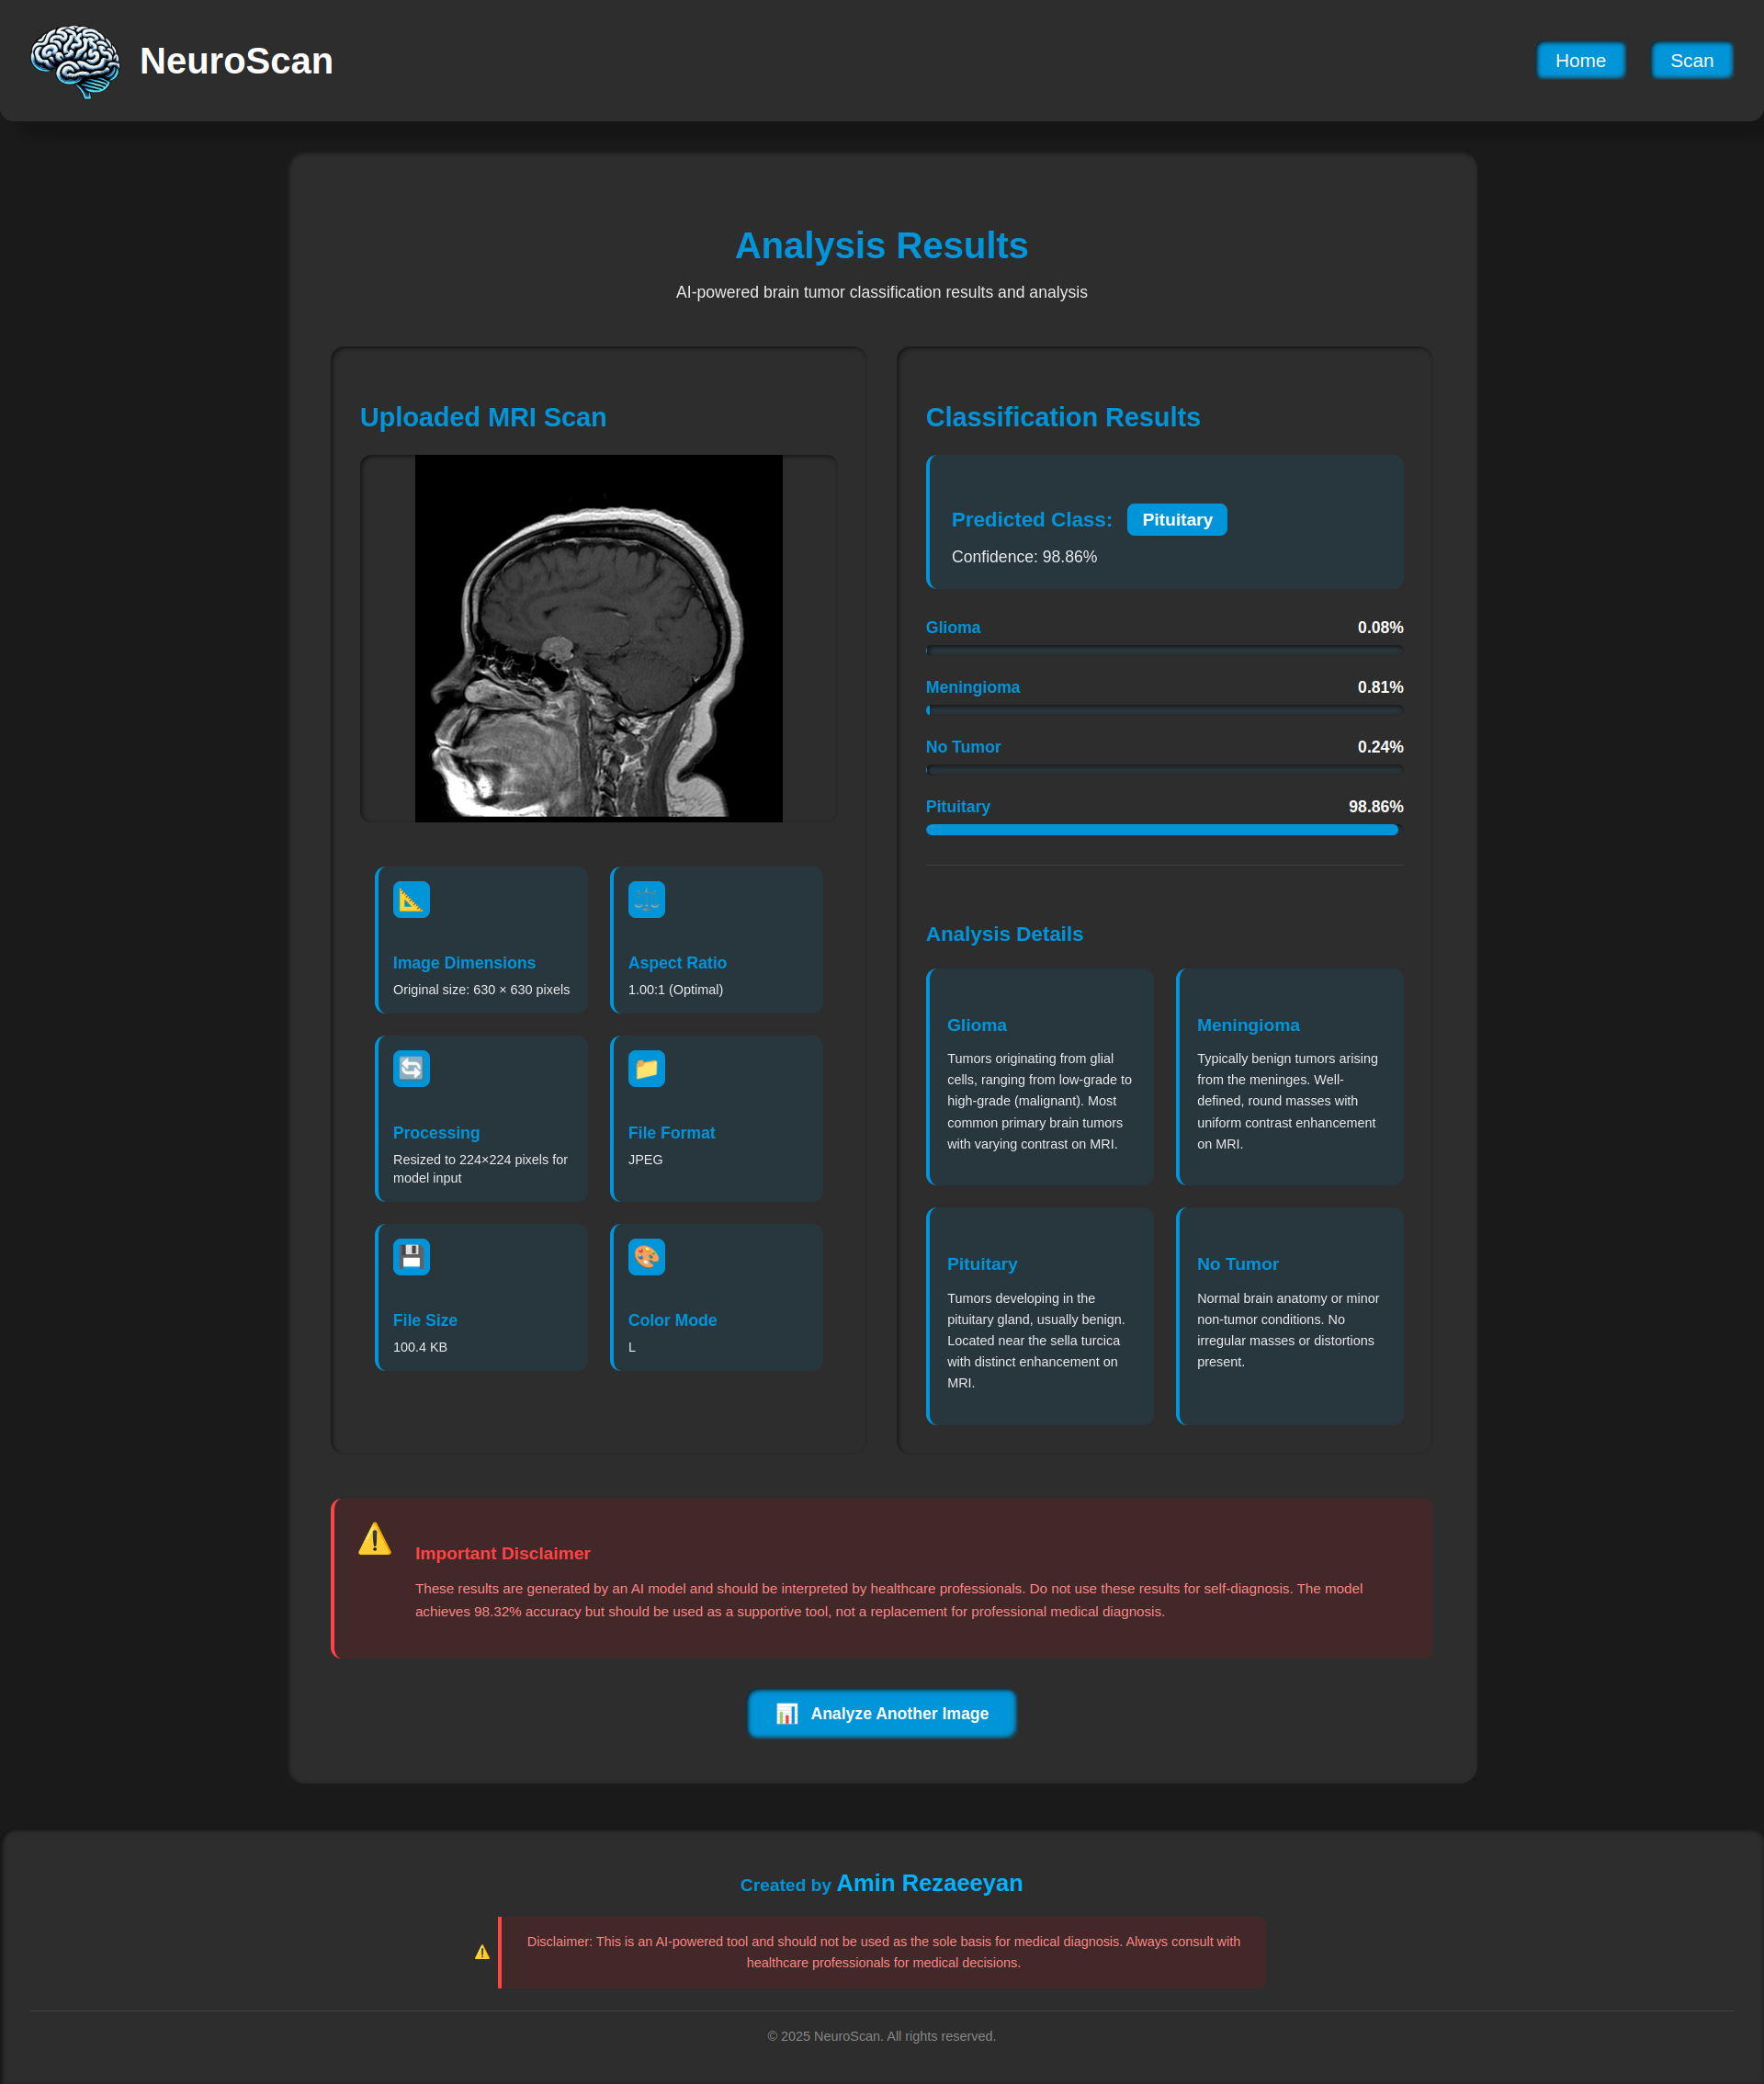 NeuroScan
Home
Scan
Analysis Results
AI-powered brain tumor classification results and analysis
Uploaded MRI Scan
Image Dimensions
Original size: 630 × 630 pixels
Aspect Ratio
1.00:1 (Optimal)
Processing
Resized to 224×224 pixels for
model input
File Format
JPEG
File Size
100.4 KB
Color Mode
L
Classification Results
Predicted Class: Pituitary
Confidence: 98.86%
Glioma 0.08%
Meningioma 0.81%
No Tumor 0.24%
Pituitary 98.86%
Analysis Details
Glioma
Tumors originating from glial
cells, ranging from low-grade to
high-grade (malignant). Most
common primary brain tumors
with varying contrast on MRI.
Meningioma
Typically benign tumors arising
from the meninges. Well-
defined, round masses with
uniform contrast enhancement
on MRI.
Pituitary
Tumors developing in the
pituitary gland, usually benign.
Located near the sella turcica
with distinct enhancement on
MRI.
No Tumor
Normal brain anatomy or minor
non-tumor conditions. No
irregular masses or distortions
present.
Important Disclaimer
These results are generated by an AI model and should be interpreted by healthcare professionals. Do not use these results for self-diagnosis. The model
achieves 98.32% accuracy but should be used as a supportive tool, not a replacement for professional medical diagnosis.
Analyze Another Image
Created by Amin Rezaeeyan
Disclaimer: This is an AI-powered tool and should not be used as the sole basis for medical diagnosis. Always consult with
healthcare professionals for medical decisions.
© 2025 NeuroScan. All rights reserved.